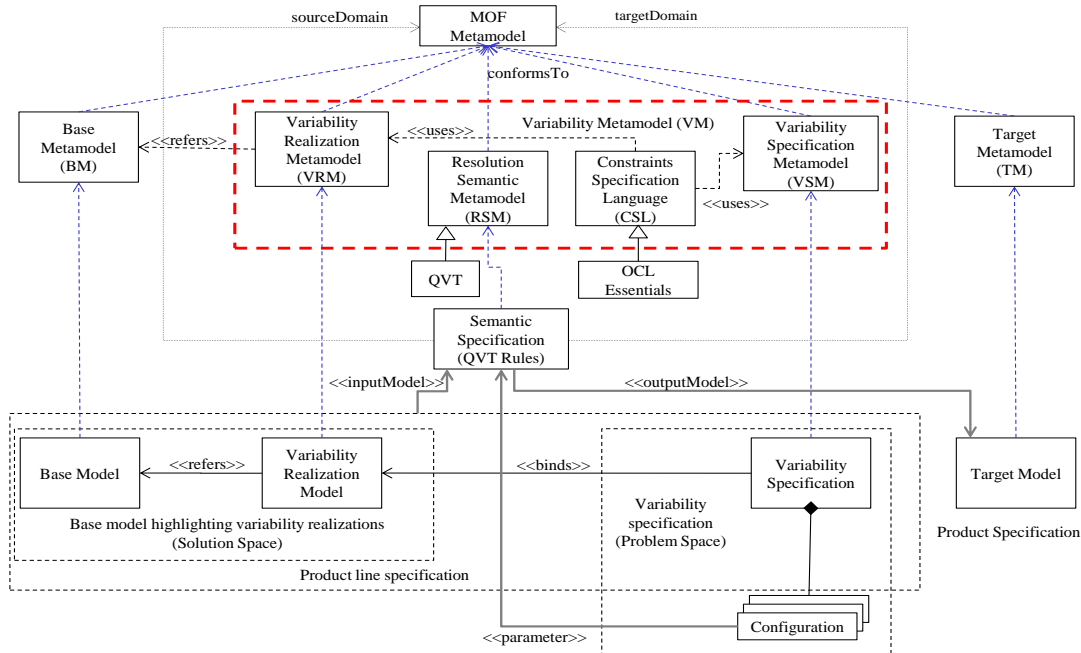 sourceDomain
MOF
Metamodel
targetDomain
conformsTo
Base
Metamodel
(BM)
<<refers>>
Variability
Realization
Metamodel
(VRM)
<<uses>>
Variability Metamodel (VM)
Resolution
Semantic
Metamodel
(RSM)
Constraints
Specification
Language
(CSL)
<<uses>>
Variability
Specification
Metamodel
(VSM)
Target
Metamodel
(TM)
QVT
OCL
Essentials
Semantic
Specification
(QVT Rules)
<<inputModel>>
<<outputModel>>
Base Model
<<refers>>
Variability
Realization
Model
<<binds>>
Variability
Specification
Target Model
Base model highlighting variability realizations
(Solution Space)
Variability
specification
(Problem Space)
Product Specification
Product line specification
<<parameter>>
Configuration